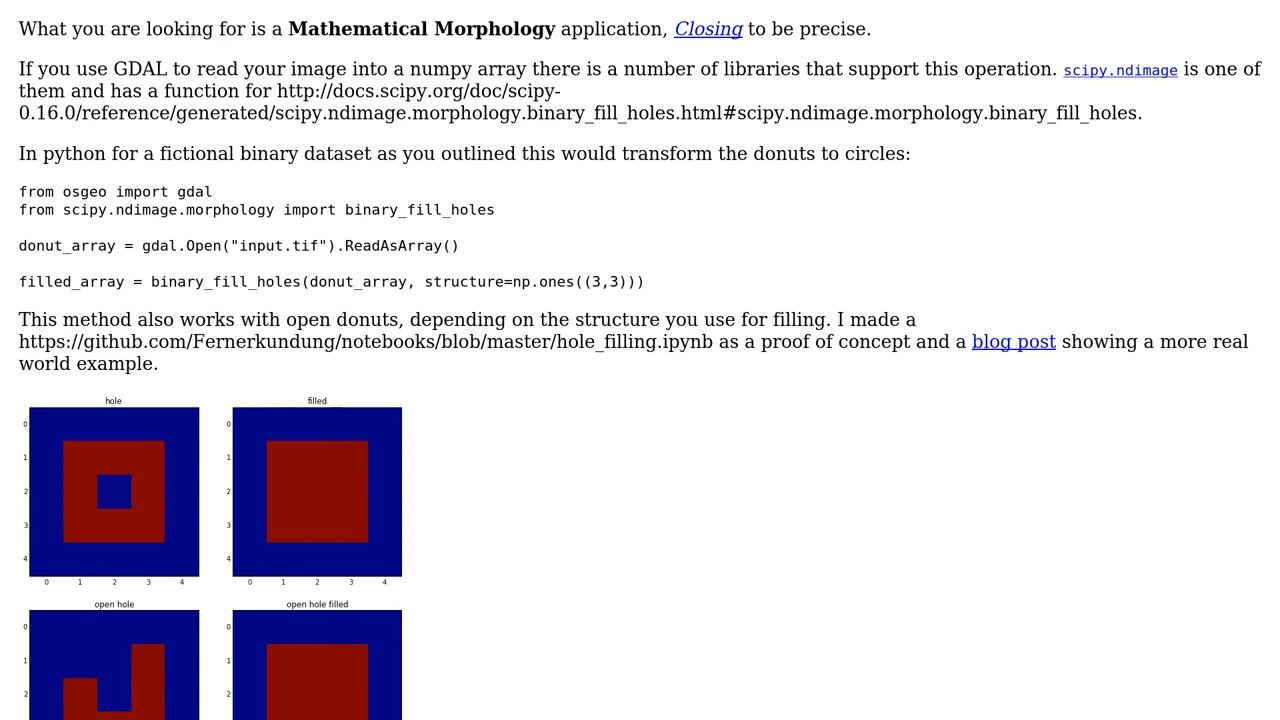 What you are looking for is a Mathematical Morphology application, Closing to be precise.
If you use GDAL to read your image into a numpy array there is a number of libraries that support this operation. scipy.ndimage is one of
them and has a function for http://docs.scipy.org/doc/scipy-
0.16.0/reference/generated/scipy.ndimage.morphology.binary_fill_holes.html#scipy.ndimage.morphology.binary_fill_holes.
In python for a fictional binary dataset as you outlined this would transform the donuts to circles:
from osgeo import gdal
from scipy.ndimage.morphology import binary_fill_holes
donut_array = gdal.Open("input.tif").ReadAsArray()
filled_array = binary_fill_holes(donut_array, structure=np.ones((3,3)))
This method also works with open donuts, depending on the structure you use for filling. I made a
https://github.com/Fernerkundung/notebooks/blob/master/hole_filling.ipynb as a proof of concept and a blog post showing a more real
world example.
hole filled
0 0
1 1
2 2
3 3
4 4
0 1 2 3 4 0 1 2 3 4
open hole open hole filled
0 0
1 1
2 2